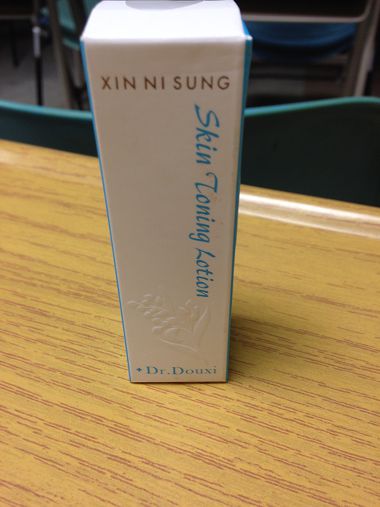 XIN NI SUNG
Skin Toning Lotion
Dr.Douxi